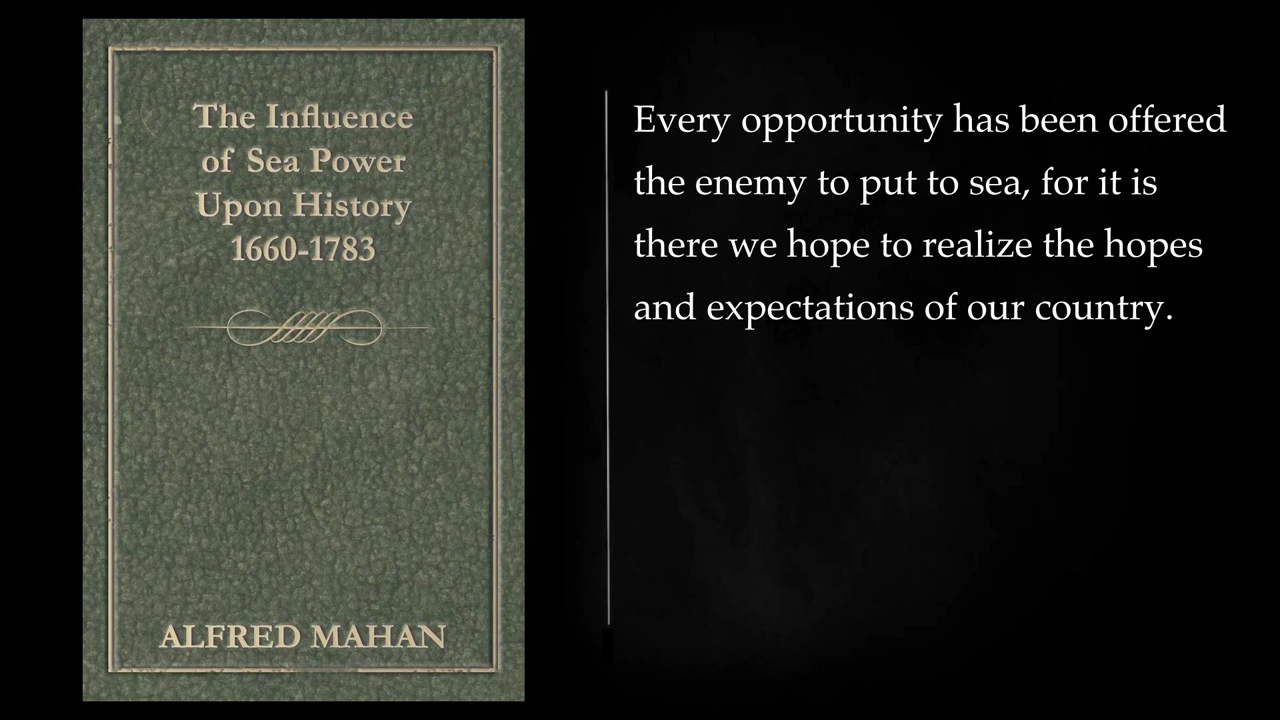 The Influence
of Sea Power
Upon History
1660-1783
ALFRED MAHAN
Every opportunity has been offered
the enemy to put to sea, for it is
there we hope to realize the hopes
and expectations of our country.